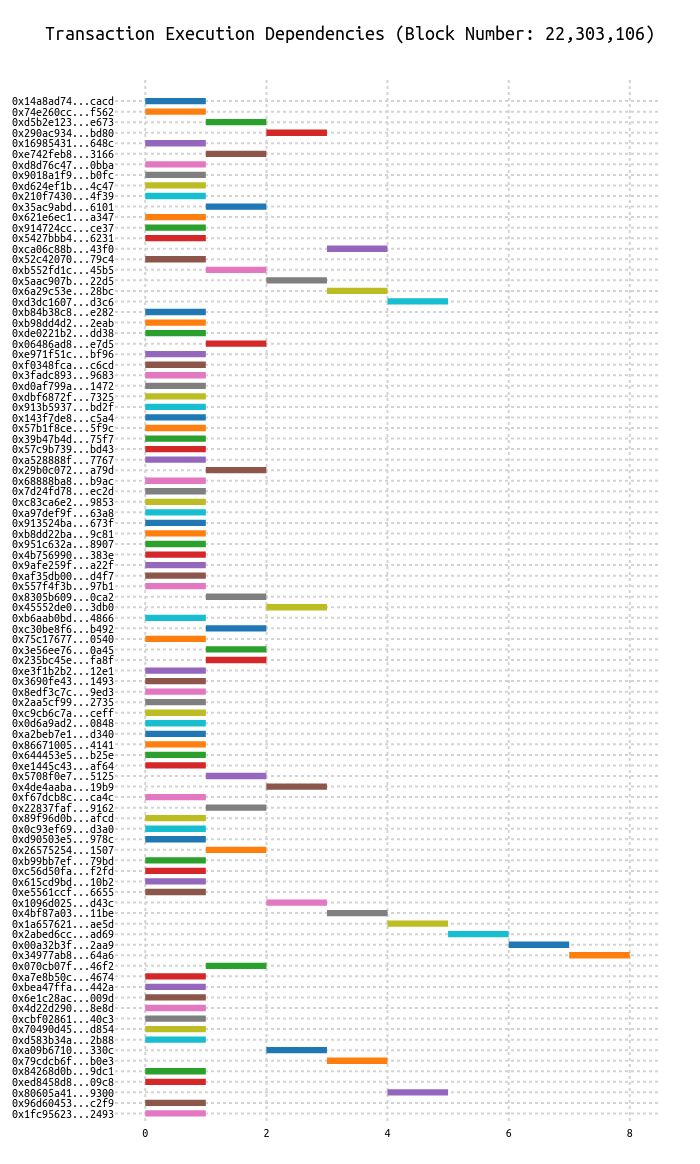 Transaction Execution Dependencies (Block Number: 22,303,106)
0x14a8ad74...cacd
0x74e260cc...f562
0xd5b2e123...e673
0x290ac934...bd80
0x16985431...648c
0xe742feb8...3166
0xd8d76c47...0bba
0x9018a1f9...b0fc
0xd624ef1b...4c47
0x210f7430...4f39
0x35ac9abd...6101
0x621e6ec1...a347
0x914724cc...ce37
0x5427bbb4...6231
0xca06c88b...43f0
0x52c42070...79c4
0xb552fd1c...45b5
0x5aac907b...22d5
0x6a29c53e...28bc
0xd3dc1607...d3c6
0xb84b38c8...e282
0xb98dd4d2...2eab
0xde0221b2...dd38
0x06486ad8...e7d5
0xe971f51c...bf96
0xf0348fca...c6cd
0x3fadc893...9683
0xd0af799a...1472
0xdbf6872f...7325
0x913b5937...bd2f
0x143f7de8...c5a4
0x57b1f8ce...5f9c
0x39b47b4d...75f7
0x57c9b739...bd43
0xa528888f...7767
0x29b0c072...a79d
0x68888ba8...b9ac
0x7d24fd78...ec2d
0xc83ca6e2...9853
0xa97def9f...63a8
0x913524ba...673f
0xb8dd22ba...9c81
0x951c632a...8907
0x4b756990...383e
0x9afe259f...a22f
0xaf35db00...d4f7
0x557f4f3b...97b1
0x8305b609...0ca2
0x45552de0...3db0
0xb6aab0bd...4866
0xc30be8f6...b492
0x75c17677...0540
0x3e56ee76...0a45
0x235bc45e...fa8f
0xe3f1b2b2...12e1
0x3690fe43...1493
0x8edf3c7c...9ed3
0x2aa5cf99...2735
0xc9cb6c7a...ceff
0x0d6a9ad2...0848
0xa2beb7e1...d340
0x86671005...4141
0x644453e5...b25e
0xe1445c43...af64
0x5708f0e7...5125
0x4de4aaba...19b9
0xf67dcb8c...ca4c
0x22837faf...9162
0x89f96d0b...afcd
0x0c93ef69...d3a0
0xd90503e5...978c
0x26575254...1507
0xb99bb7ef...79bd
0xc56d50fa...f2fd
0x615cd9bd...10b2
0xe5561ccf...6655
0x1096d025...d43c
0x4bf87a03...11be
0x1a657621...ae5d
0x2abed6cc...ad69
0x00a32b3f...2aa9
0x34977ab8...64a6
0x070cb07f...46f2
0xa7e8b50c...4674
0xbea47ffa...442a
0x6e1c28ac...009d
0x4d22d290...8e8d
0xcbf02861...40c3
0x70490d45...d854
0xd583b34a...2b88
0xa09b6710...330c
0x79cdcb6f...b0e3
0x84268d0b...9dc1
0xed8458d8...09c8
0x80605a41...9300
0x96d60453...c2f9
0x1fc95623...2493
0 2 4 6 8